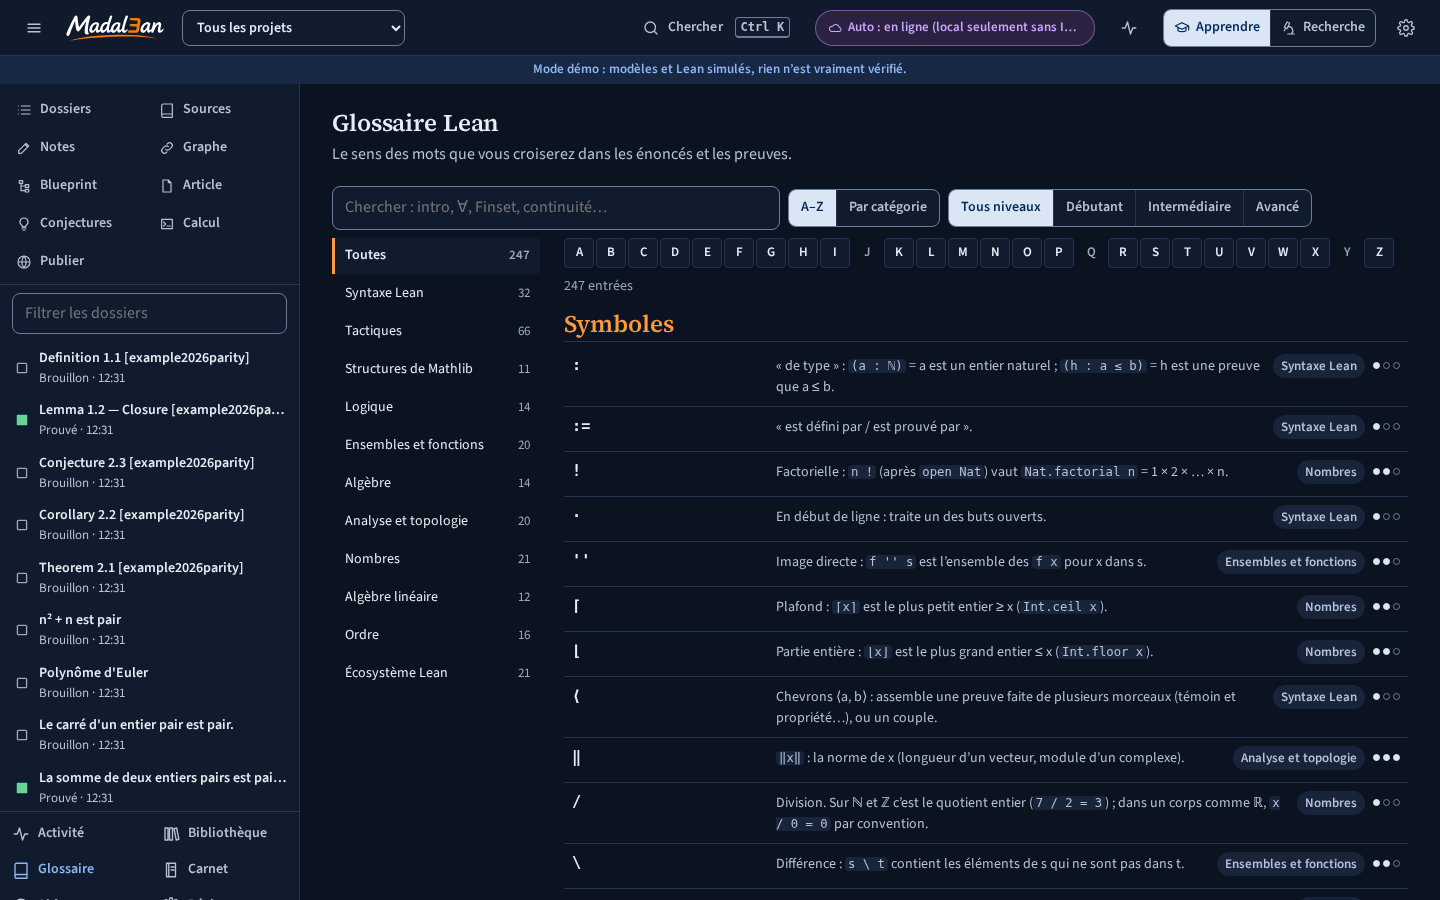 MadalƎan
Tous les projets
Chercher Ctrl K
Auto : en ligne (local seulement sans I…
Apprendre
Recherche
Mode démo : modèles et Lean simulés, rien n’est vraiment vérifié.
Dossiers
Sources
Notes
Graphe
Blueprint
Article
Conjectures
Calcul
Publier
Filtrer les dossiers
Definition 1.1 [example2026parity]
Brouillon · 12:31
Lemma 1.2 — Closure [example2026pa…
Prouvé · 12:31
Conjecture 2.3 [example2026parity]
Brouillon · 12:31
Corollary 2.2 [example2026parity]
Brouillon · 12:31
Theorem 2.1 [example2026parity]
Brouillon · 12:31
n² + n est pair
Brouillon · 12:31
Polynôme d'Euler
Brouillon · 12:31
Le carré d'un entier pair est pair.
Brouillon · 12:31
La somme de deux entiers pairs est pai…
Prouvé · 12:31
Activité
Bibliothèque
Glossaire
Carnet
Glossaire Lean
Le sens des mots que vous croiserez dans les énoncés et les preuves.
Chercher : intro, ∀, Finset, continuité…
A–Z
Par catégorie
Tous niveaux
Débutant
Intermédiaire
Avancé
Toutes 247
Syntaxe Lean 32
Tactiques 66
Structures de Mathlib 11
Logique 14
Ensembles et fonctions 20
Algèbre 14
Analyse et topologie 20
Nombres 21
Algèbre linéaire 12
Ordre 16
Écosystème Lean 21
A B C D E F G H I J K L M N O P Q R S T U V W X Y Z
247 entrées
Symboles
: « de type » : (a : ℕ) = a est un entier naturel ; (h : a ≤ b) = h est une preuve Syntaxe Lean
que a ≤ b.
:= « est défini par / est prouvé par ». Syntaxe Lean
! Factorielle : n ! (après open Nat) vaut Nat.factorial n = 1 × 2 × … × n. Nombres
· En début de ligne : traite un des buts ouverts. Syntaxe Lean
'' Image directe : f '' s est l’ensemble des f x pour x dans s. Ensembles et fonctions
⌈ Plafond : ⌈x⌉ est le plus petit entier ≥ x (Int.ceil x). Nombres
⌊ Partie entière : ⌊x⌋ est le plus grand entier ≤ x (Int.floor x). Nombres
⟨ Chevrons ⟨a, b⟩ : assemble une preuve faite de plusieurs morceaux (témoin et Syntaxe Lean
propriété…), ou un couple.
‖ ‖x‖ : la norme de x (longueur d’un vecteur, module d’un complexe). Analyse et topologie
/ Division. Sur ℕ et ℤ c’est le quotient entier (7 / 2 = 3) ; dans un corps comme ℝ, x Nombres
/ 0 = 0 par convention.
\ Différence : s \ t contient les éléments de s qui ne sont pas dans t. Ensembles et fonctions